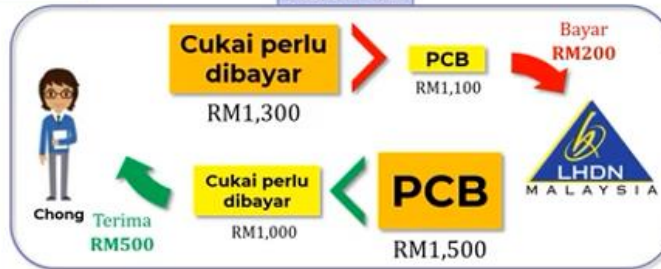 Cukai perlu
dibayar
RM1,300
PCB
RM1,100
Bayar
RM200
LHDN
MALAYSIA
Chong
Terima
RM500
Cukai perlu
dibayar
RM1,000
PCB
RM1,500